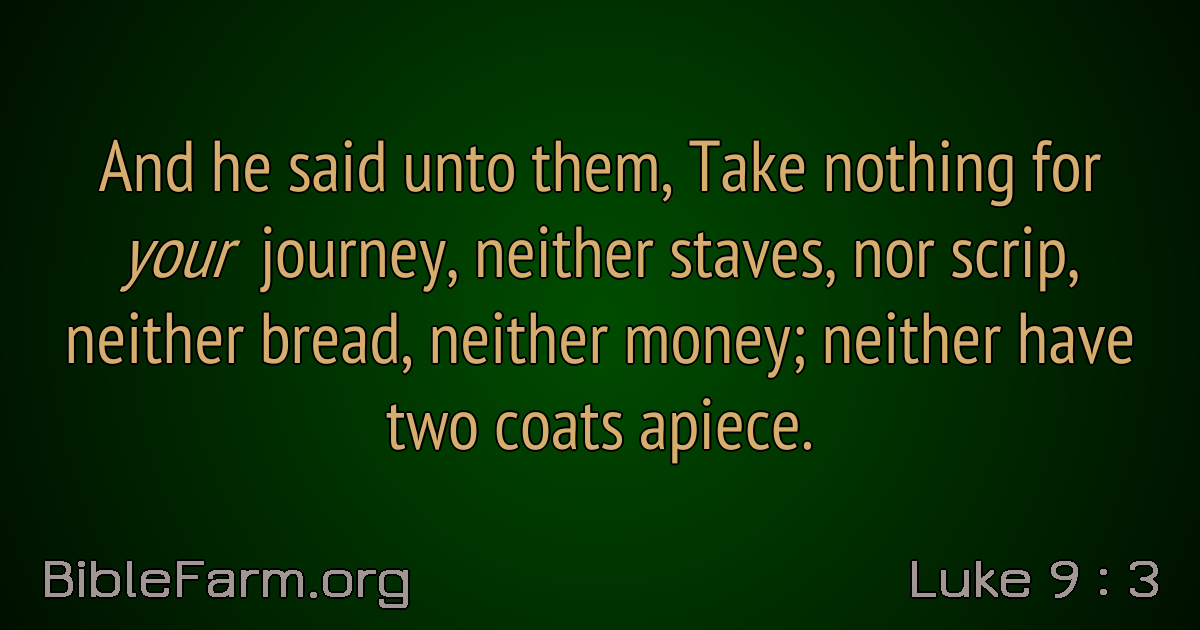 And he said unto them, Take nothing for
your journey, neither staves, nor scrip,
neither bread, neither money; neither have
two coats apiece.
BibleFarm.org
Luke 9 : 3